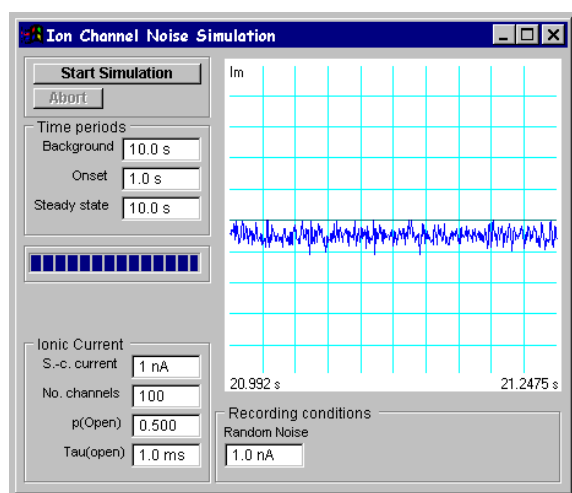 Ion Channel Noise Simulation
Start Simulation
Abort
Time periods
Background 10.0 s
Onset 1.0 s
Steady state 10.0 s
Ionic Current
S.-c. current 1 nA
No. channels 100
p(Open) 0.500
Tau(open) 1.0 ms
Im
20.992 s 21.2475 s
Recording conditions
Random Noise
1.0 nA